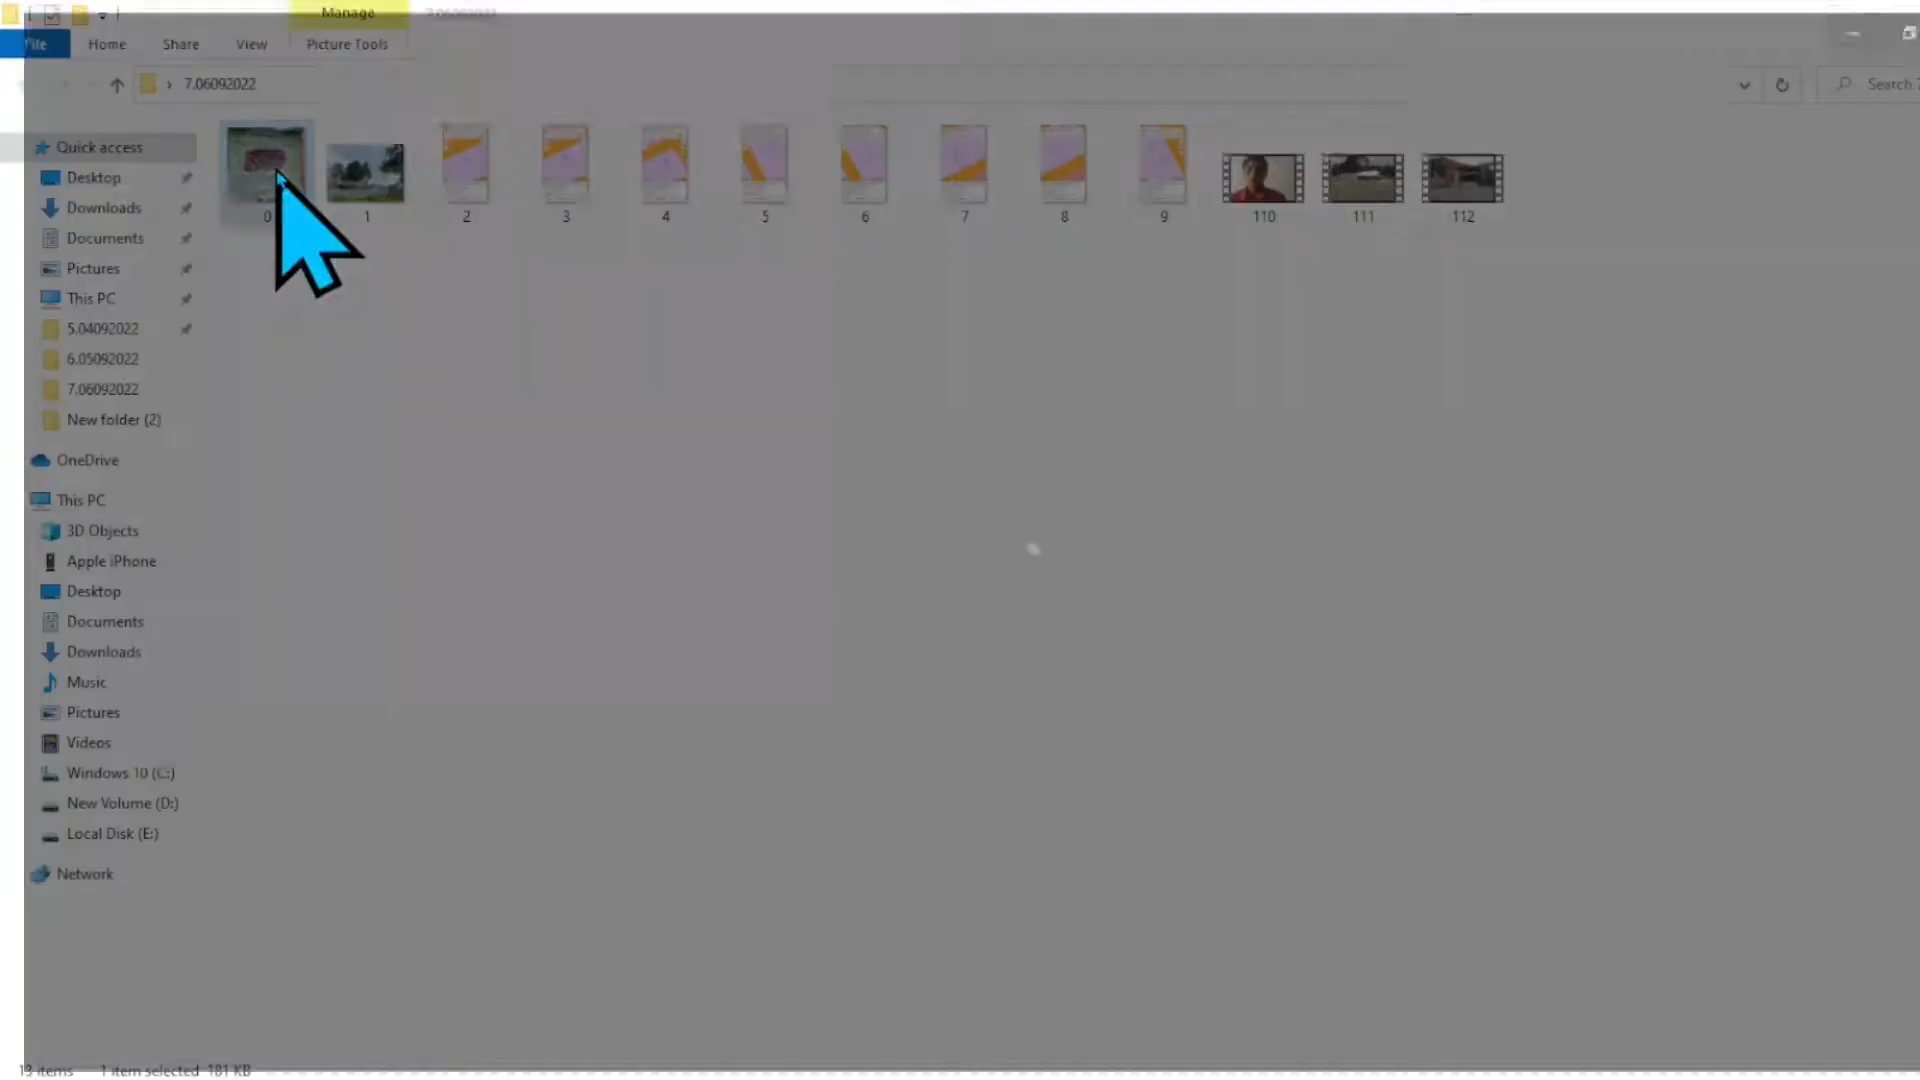 Manage
7.06092022
File
Home
Share
View
Picture Tools
7.06092022
Search 7
Quick access
Desktop
Downloads
Documents
Pictures
This PC
5.04092022
6.05092022
7.06092022
New folder (2)
OneDrive
This PC
3D Objects
Apple iPhone
Desktop
Documents
Downloads
Music
Pictures
Videos
Windows 10 (C:)
New Volume (D:)
Local Disk (E:)
Network
0
1
2
3
4
5
6
7
8
9
110
111
112
13 items
1 item selected 181 KB